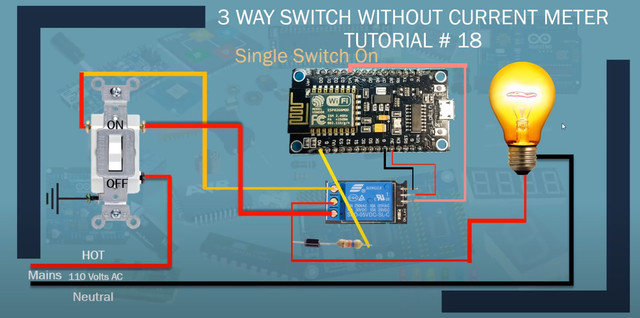 3 WAY SWITCH WITHOUT CURRENT METER
TUTORIAL # 18
Single Switch On
ON
OFF
WiFi
HOT
Mains 110 Volts AC
Neutral